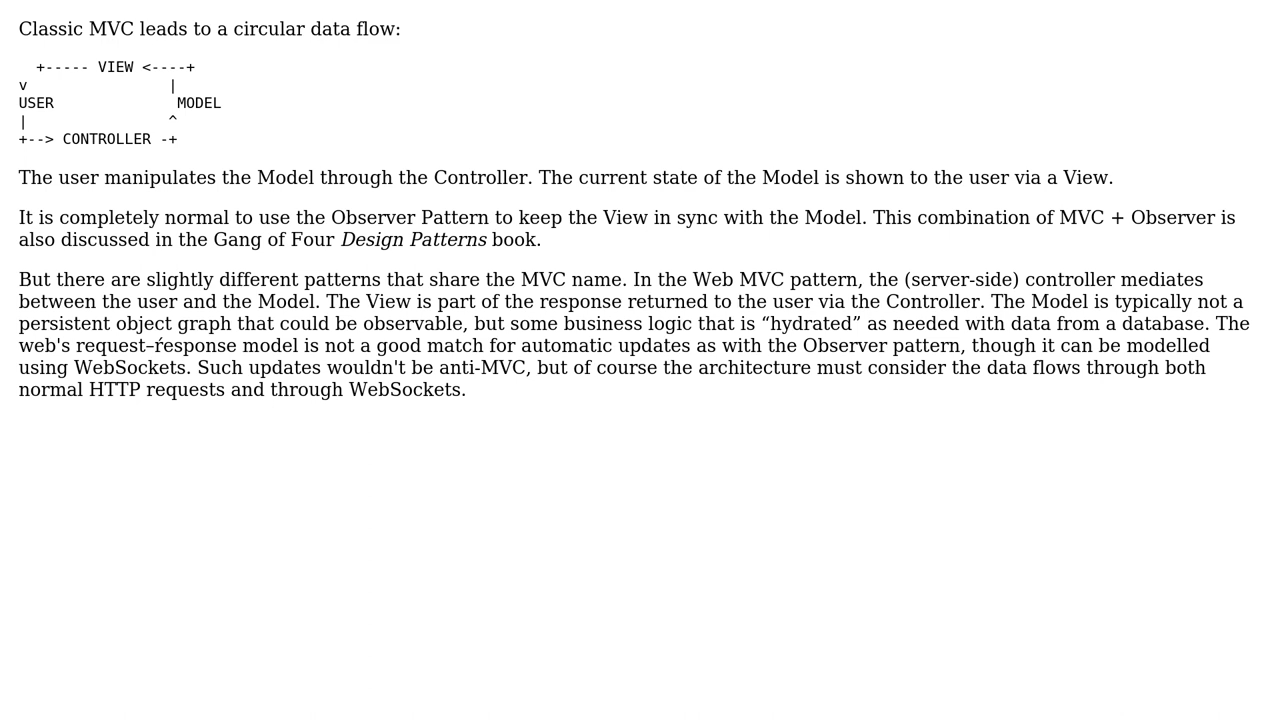 Classic MVC leads to a circular data flow:
  +----- VIEW <----+
v                |
USER              MODEL
|                ^
+--> CONTROLLER -+
The user manipulates the Model through the Controller. The current state of the Model is shown to the user via a View.
It is completely normal to use the Observer Pattern to keep the View in sync with the Model. This combination of MVC + Observer is
also discussed in the Gang of Four Design Patterns book.
But there are slightly different patterns that share the MVC name. In the Web MVC pattern, the (server-side) controller mediates
between the user and the Model. The View is part of the response returned to the user via the Controller. The Model is typically not a
persistent object graph that could be observable, but some business logic that is “hydrated” as needed with data from a database. The
web's request–ŕesponse model is not a good match for automatic updates as with the Observer pattern, though it can be modelled
using WebSockets. Such updates wouldn't be anti-MVC, but of course the architecture must consider the data flows through both
normal HTTP requests and through WebSockets.